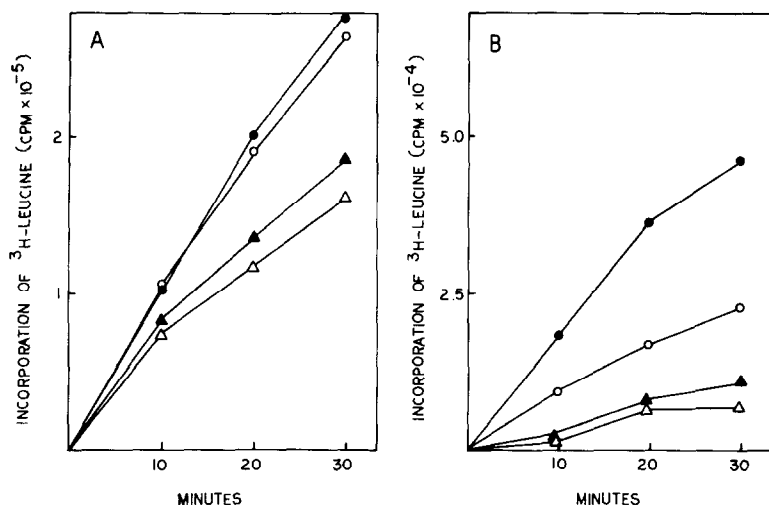 A
INCORPORATION OF ³H-LEUCINE (CPM × 10⁻⁵)
2
1
10 20 30
MINUTES
B
INCORPORATION OF ³H-LEUCINE (CPM × 10⁻⁴)
5.0
2.5
10 20 30
MINUTES